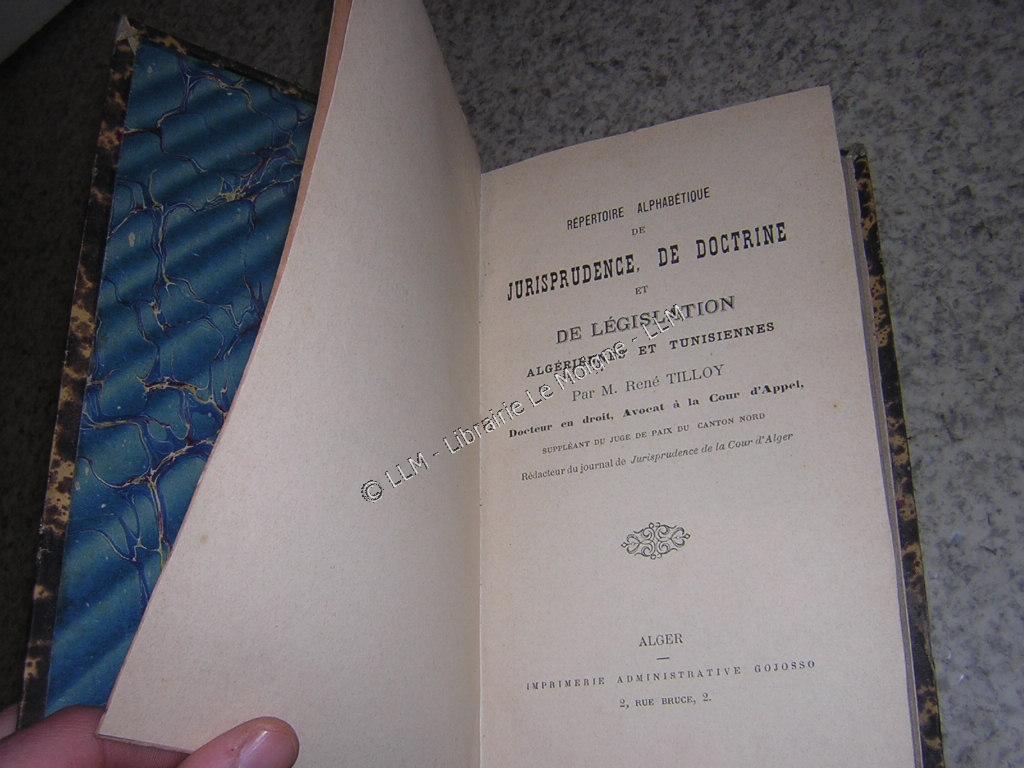 RÉPERTOIRE ALPHABÉTIQUE
DE
JURISPRUDENCE, DE DOCTRINE
ET
DE LÉGISLATION
ALGÉRIENNES ET TUNISIENNES
Par M. René TILLOY
Docteur en droit, Avocat à la Cour d'Appel,
SUPPLÉANT DU JUGE DE PAIX DU CANTON NORD
Rédacteur du journal de Jurisprudence de la Cour d'Alger
ALGER
IMPRIMERIE ADMINISTRATIVE GOJOSSO
2, RUE BRUCE, 2.
© LLM - Librairie Le Moigne - LLM